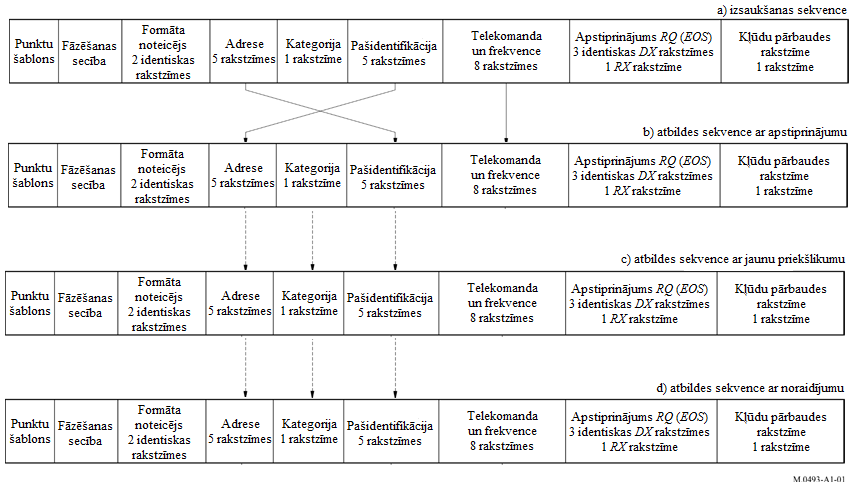 a) izsaukšanas sekvence
Punktu
šablons
Fāzēšanas
secība
Formāta
noteicējs
2 identiskas
rakstzīmes
Adrese
5 rakstzīmes
Kategorija
1 rakstzīme
Pašidentifikācija
5 rakstzīmes
Telekomanda
un frekvence
8 rakstzīmes
Apstiprinājums RQ (EOS)
3 identiskas DX rakstzīmes
1 RX rakstzīme
Kļūdu pārbaudes
rakstzīme
1 rakstzīme
b) atbildes sekvence ar apstiprinājumu
Punktu
šablons
Fāzēšanas
secība
Formāta
noteicējs
2 identiskas
rakstzīmes
Adrese
5 rakstzīmes
Kategorija
1 rakstzīme
Pašidentifikācija
5 rakstzīmes
Telekomanda
un frekvence
8 rakstzīmes
Apstiprinājums RQ (EOS)
3 identiskas DX rakstzīmes
1 RX rakstzīme
Kļūdu pārbaudes
rakstzīme
1 rakstzīme
c) atbildes sekvence ar jaunu priekšlikumu
Punktu
šablons
Fāzēšanas
secība
Formāta
noteicējs
2 identiskas
rakstzīmes
Adrese
5 rakstzīmes
Kategorija
1 rakstzīme
Pašidentifikācija
5 rakstzīmes
Telekomanda
un frekvence
8 rakstzīmes
Apstiprinājums RQ (EOS)
3 identiskas DX rakstzīmes
1 RX rakstzīme
Kļūdu pārbaudes
rakstzīme
1 rakstzīme
d) atbildes sekvence ar noraidījumu
Punktu
šablons
Fāzēšanas
secība
Formāta
noteicējs
2 identiskas
rakstzīmes
Adrese
5 rakstzīmes
Kategorija
1 rakstzīme
Pašidentifikācija
5 rakstzīmes
Telekomanda
un frekvence
8 rakstzīmes
Apstiprinājums RQ (EOS)
3 identiskas DX rakstzīmes
1 RX rakstzīme
Kļūdu pārbaudes
rakstzīme
1 rakstzīme
M.0493-A1-01